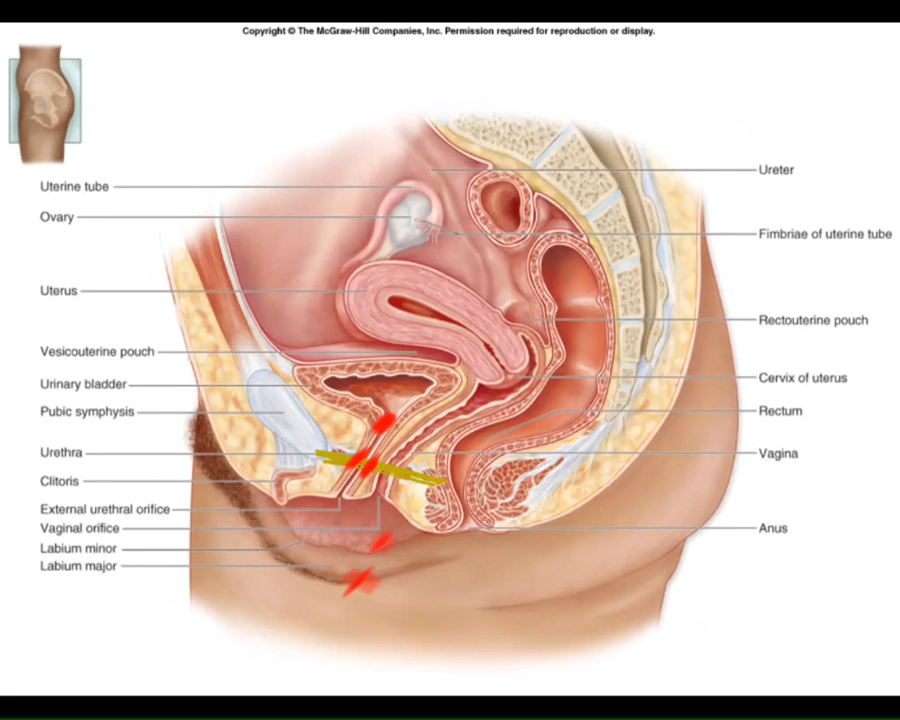 Copyright © The McGraw-Hill Companies, Inc. Permission required for reproduction or display.
Uterine tube
Ovary
Uterus
Vesicouterine pouch
Urinary bladder
Pubic symphysis
Urethra
Clitoris
External urethral orifice
Vaginal orifice
Labium minor
Labium major
Ureter
Fimbriae of uterine tube
Rectouterine pouch
Cervix of uterus
Rectum
Vagina
Anus